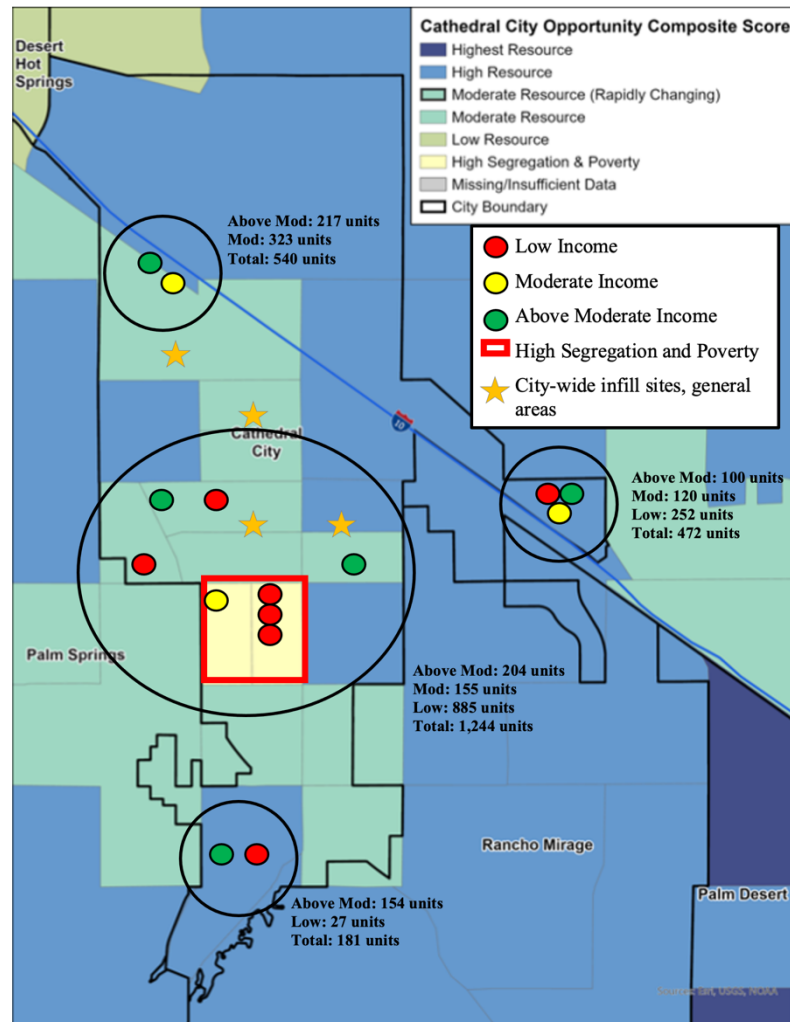 Cathedral City Opportunity Composite Score
Highest Resource
High Resource
Moderate Resource (Rapidly Changing)
Moderate Resource
Low Resource
High Segregation & Poverty
Missing/Insufficient Data
City Boundary
Desert
Hot
Springs
Above Mod: 217 units
Mod: 323 units
Total: 540 units
Low Income
Moderate Income
Above Moderate Income
High Segregation and Poverty
City-wide infill sites, general
areas
10
Cathedral
City
Above Mod: 100 units
Mod: 120 units
Low: 252 units
Total: 472 units
Palm Springs
Above Mod: 204 units
Mod: 155 units
Low: 885 units
Total: 1,244 units
Rancho Mirage
Palm Desert
Above Mod: 154 units
Low: 27 units
Total: 181 units
USGS, NOAA